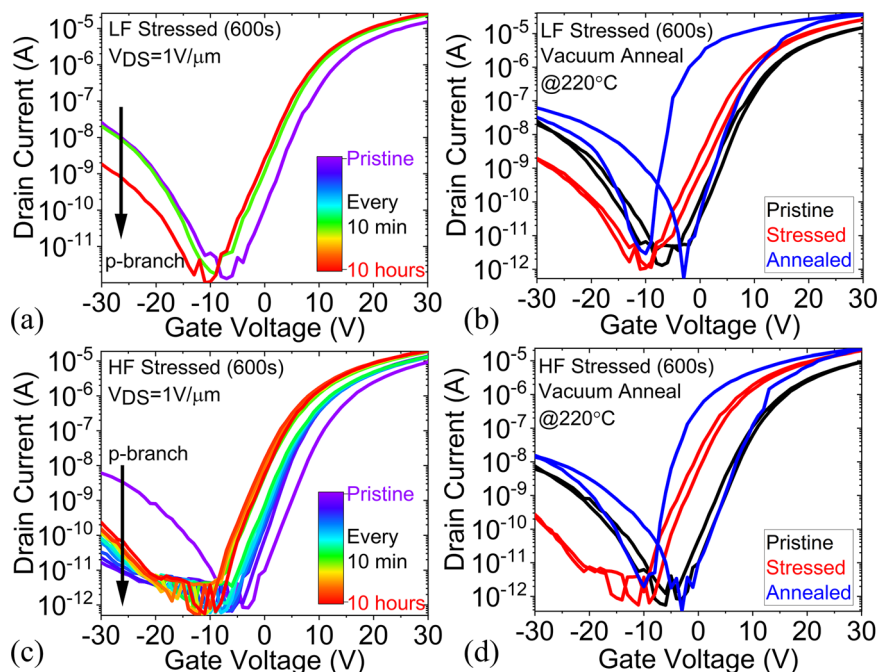 LF Stressed (600s)
VDS=1V/μm
Drain Current (A)
10-5
10-6
10-7
10-8
10-9
10-10
10-11
Pristine
Every
10 min
10 hours
p-branch
-30 -20 -10 0 10 20 30
Gate Voltage (V)
(a)
LF Stressed (600s)
Vacuum Anneal
@220°C
Drain Current (A)
10-5
10-6
10-7
10-8
10-9
10-10
10-11
10-12
Pristine
Stressed
Annealed
-30 -20 -10 0 10 20 30
Gate Voltage (V)
(b)
HF Stressed (600s)
VDS=1V/μm
Drain Current (A)
10-5
10-6
10-7
10-8
10-9
10-10
10-11
10-12
p-branch
Pristine
Every
10 min
10 hours
-30 -20 -10 0 10 20 30
Gate Voltage (V)
(c)
HF Stressed (600s)
Vacuum Anneal
@220°C
Drain Current (A)
10-5
10-6
10-7
10-8
10-9
10-10
10-11
10-12
Pristine
Stressed
Annealed
-30 -20 -10 0 10 20 30
Gate Voltage (V)
(d)